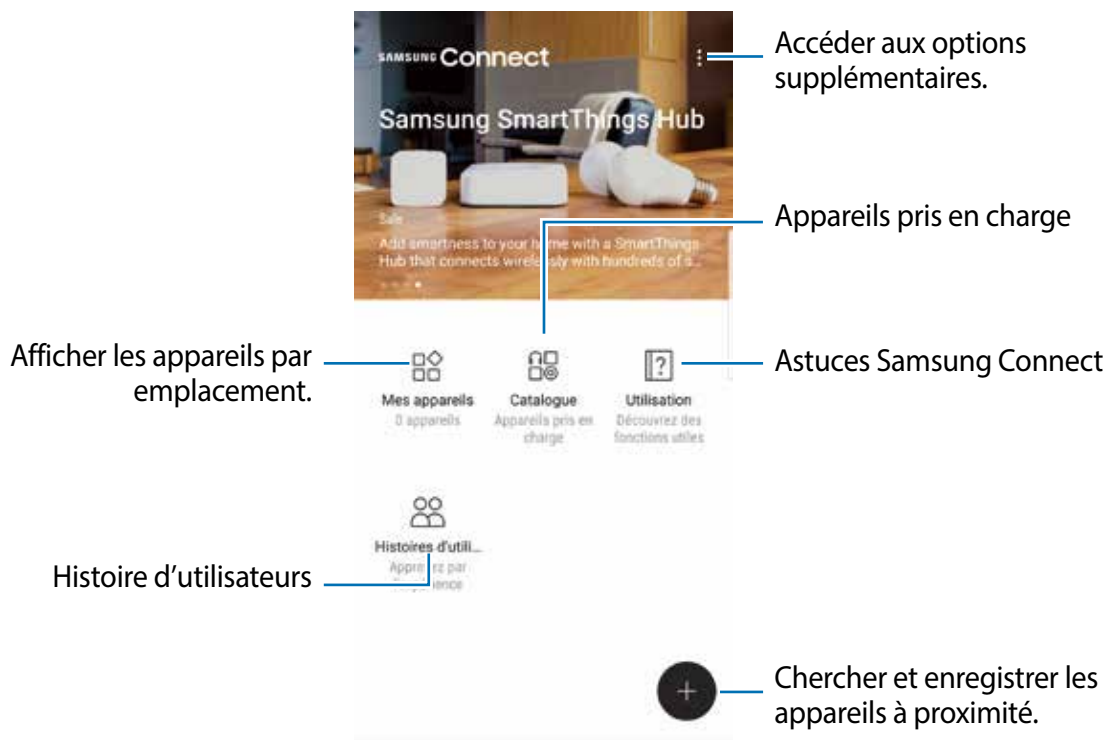 SAMSUNG Connect
Accéder aux options
supplémentaires.
Samsung SmartThings Hub
Safe
Add smartness to your home with a SmartThings
Hub that connects wirelessly with hundreds of s...
Appareils pris en charge
Afficher les appareils par
emplacement.
Astuces Samsung Connect
Mes appareils
0 appareils
Catalogue
Appareils pris en
charge
Utilisation
Découvrez des
fonctions utiles
Histoires d'utili...
Apprenez par
Histoire d'utilisateurs
Chercher et enregistrer les
appareils à proximité.